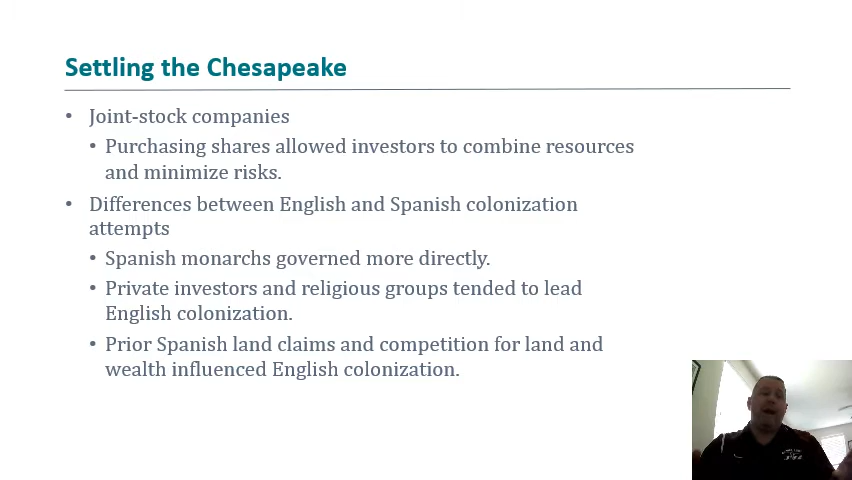 Settling the Chesapeake
• Joint-stock companies
• Purchasing shares allowed investors to combine resources
and minimize risks.
• Differences between English and Spanish colonization
attempts
• Spanish monarchs governed more directly.
• Private investors and religious groups tended to lead
English colonization.
• Prior Spanish land claims and competition for land and
wealth influenced English colonization.